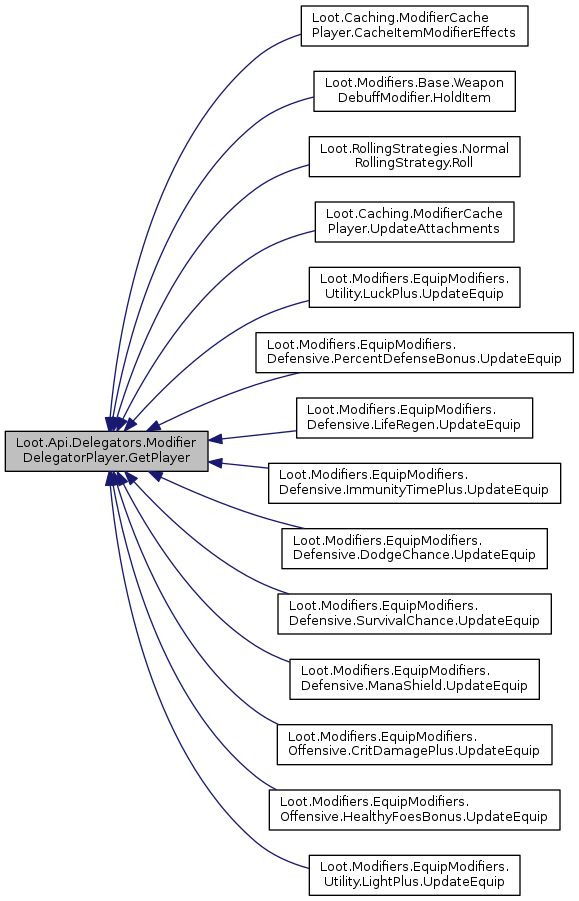 Loot.Caching.ModifierCache
Player.CacheItemModifierEffects
Loot.Modifiers.Base.Weapon
DebuffModifier.HoldItem
Loot.RollingStrategies.Normal
RollingStrategy.Roll
Loot.Caching.ModifierCache
Player.UpdateAttachments
Loot.Modifiers.EquipModifiers.
Utility.LuckPlus.UpdateEquip
Loot.Modifiers.EquipModifiers.
Defensive.PercentDefenseBonus.UpdateEquip
Loot.Modifiers.EquipModifiers.
Defensive.LifeRegen.UpdateEquip
Loot.Api.Delegators.Modifier
DelegatorPlayer.GetPlayer
Loot.Modifiers.EquipModifiers.
Defensive.ImmunityTimePlus.UpdateEquip
Loot.Modifiers.EquipModifiers.
Defensive.DodgeChance.UpdateEquip
Loot.Modifiers.EquipModifiers.
Defensive.SurvivalChance.UpdateEquip
Loot.Modifiers.EquipModifiers.
Defensive.ManaShield.UpdateEquip
Loot.Modifiers.EquipModifiers.
Offensive.CritDamagePlus.UpdateEquip
Loot.Modifiers.EquipModifiers.
Offensive.HealthyFoesBonus.UpdateEquip
Loot.Modifiers.EquipModifiers.
Utility.LightPlus.UpdateEquip